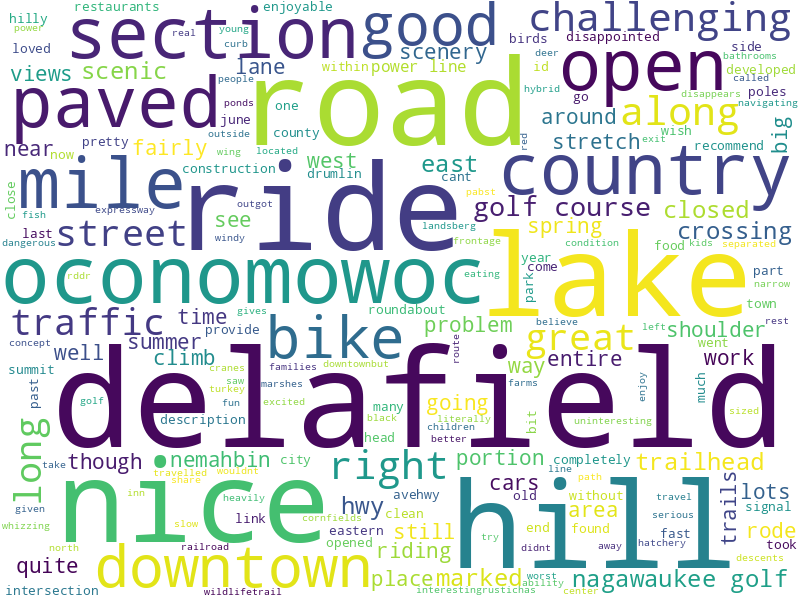 restaurants enjoyable
hilly section good challenging
power real young birds disappointed
loved curb scenery side bathrooms
views scenic lane within power line id open developed
paved people road called deer
ponds one go hybrid poles disappears
june county along navigating
outside around big
near pretty fairly wing located west east stretch wish recommend exit
now construction cant red
mile drumlin country
close ride pabst golf course closed
fish expressway outgot see landsberg spring crossing
last street windy frontage condition food kids separated
dangerous year part
oconomowoc lake come narrow
rddr eating park town
gives roundabout
traffic time provide problem believe left shoulder rest
concept summer bike great went
well climb families downtownbut route way entire work
summit cranes marshes farms enjoy much
past saw turkey delafield
golf fun excited going sized
long description many black literally bit uninteresting
head children better
though nemahbin city right portion completely trailhead
take travelled wouldnt line path
inn share cars without travel lots
given nice heavily hwy avehwy old hill area serious trails signal
whizzing link cornfields clean end found fast rode
slow eastern opened still try didnt away hatchery took
north railroad riding descents
quite downtown place marked worst ability nagawaukee golf
intersection wildlifetrail interestingrustichas center